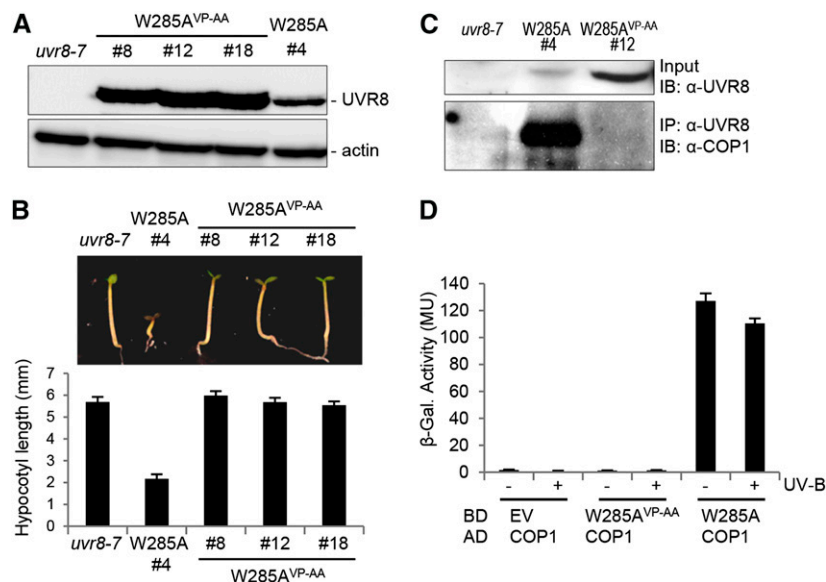 A
W285A^VP-AA W285A
uvr8-7 #8 #12 #18 #4
- UVR8
- actin
B
W285A W285A^VP-AA
uvr8-7 #4 #8 #12 #18
Hypocotyl length (mm)
6
5
4
3
2
1
0
uvr8-7 W285A #8 #12 #18
#4 W285A^VP-AA
C
uvr8-7 W285A W285A^VP-AA
#4 #12
Input
IB: α-UVR8
IP: α-UVR8
IB: α-COP1
D
β-Gal. Activity (MU)
140
120
100
80
60
40
20
0
- + - + - + UV-B
BD EV W285A^VP-AA W285A
AD COP1 COP1 COP1